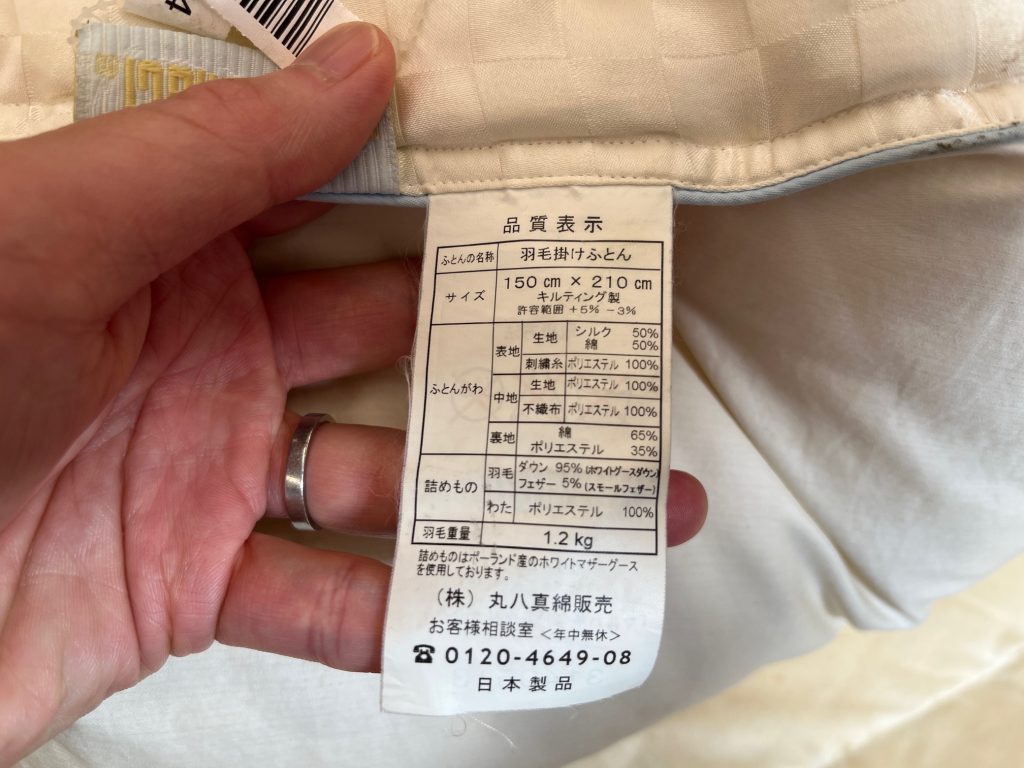 4
品質表示
ふとんの名称 羽毛掛けふとん
サイズ 150 cm × 210 cm
キルティング製
許容範囲 +5% -3%
ふとんがわ 表地 生地 シルク 50%
綿 50%
刺繍糸 ポリエステル 100%
中地 生地 ポリエステル 100%
不織布 ポリエステル 100%
裏地 綿 65%
ポリエステル 35%
詰めもの 羽毛 ダウン 95% (ホワイトグースダウン)
フェザー 5% (スモールフェザー)
わた ポリエステル 100%
羽毛重量 1.2 kg
詰めものはポーランド産のホワイトマザーグース
を使用しております。
(株) 丸八真綿販売
お客様相談室 <年中無休>
☎ 0120-4649-08
日本製品